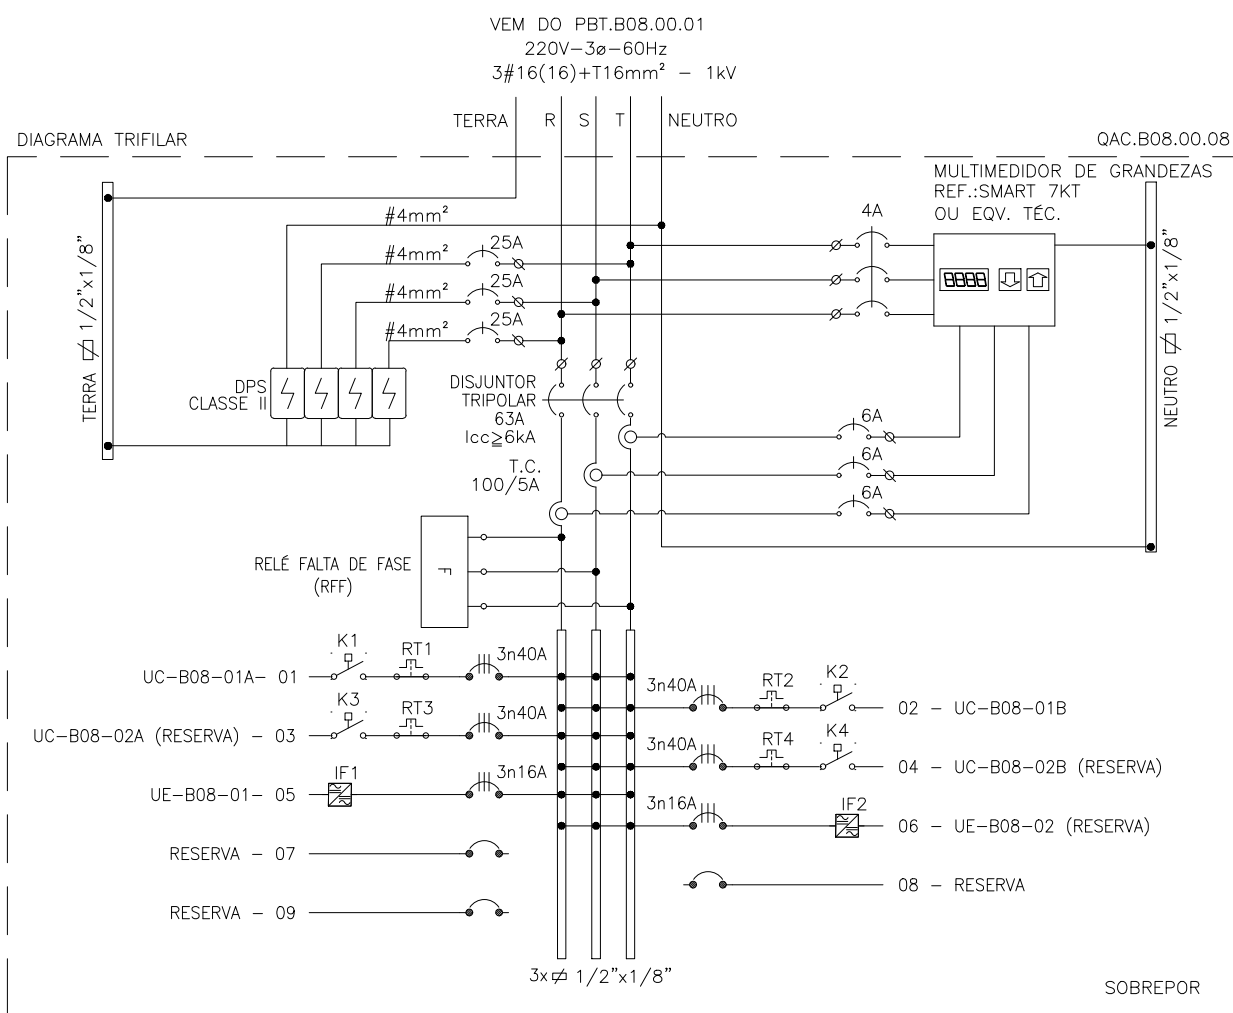 VEM DO PBT.B08.00.01
220V-3ø-60Hz
3#16(16)+T16mm² - 1kV
TERRA R S T NEUTRO
DIAGRAMA TRIFILAR
QAC.B08.00.08
MULTIMEDIDOR DE GRANDEZAS
REF.:SMART 7KT
OU EQV. TÉC.
4A
#4mm²
#4mm² 25A
#4mm² 25A
#4mm² 25A
TERRA 1/2"x1/8"
NEUTRO 1/2"x1/8"
8888
DPS
CLASSE II
DISJUNTOR
TRIPOLAR
63A
Icc≥6kA
T.C.
100/5A
6A
6A
6A
RELÉ FALTA DE FASE
(RFF)
F
UC-B08-01A- 01 K1 RT1 3n40A
3n40A RT2 K2 02 - UC-B08-01B
UC-B08-02A (RESERVA) - 03 K3 RT3 3n40A
3n40A RT4 K4 04 - UC-B08-02B (RESERVA)
UE-B08-01- 05 IF1 3n16A
3n16A IF2 06 - UE-B08-02 (RESERVA)
RESERVA - 07
08 - RESERVA
RESERVA - 09
3x 1/2"x1/8"
SOBREPOR